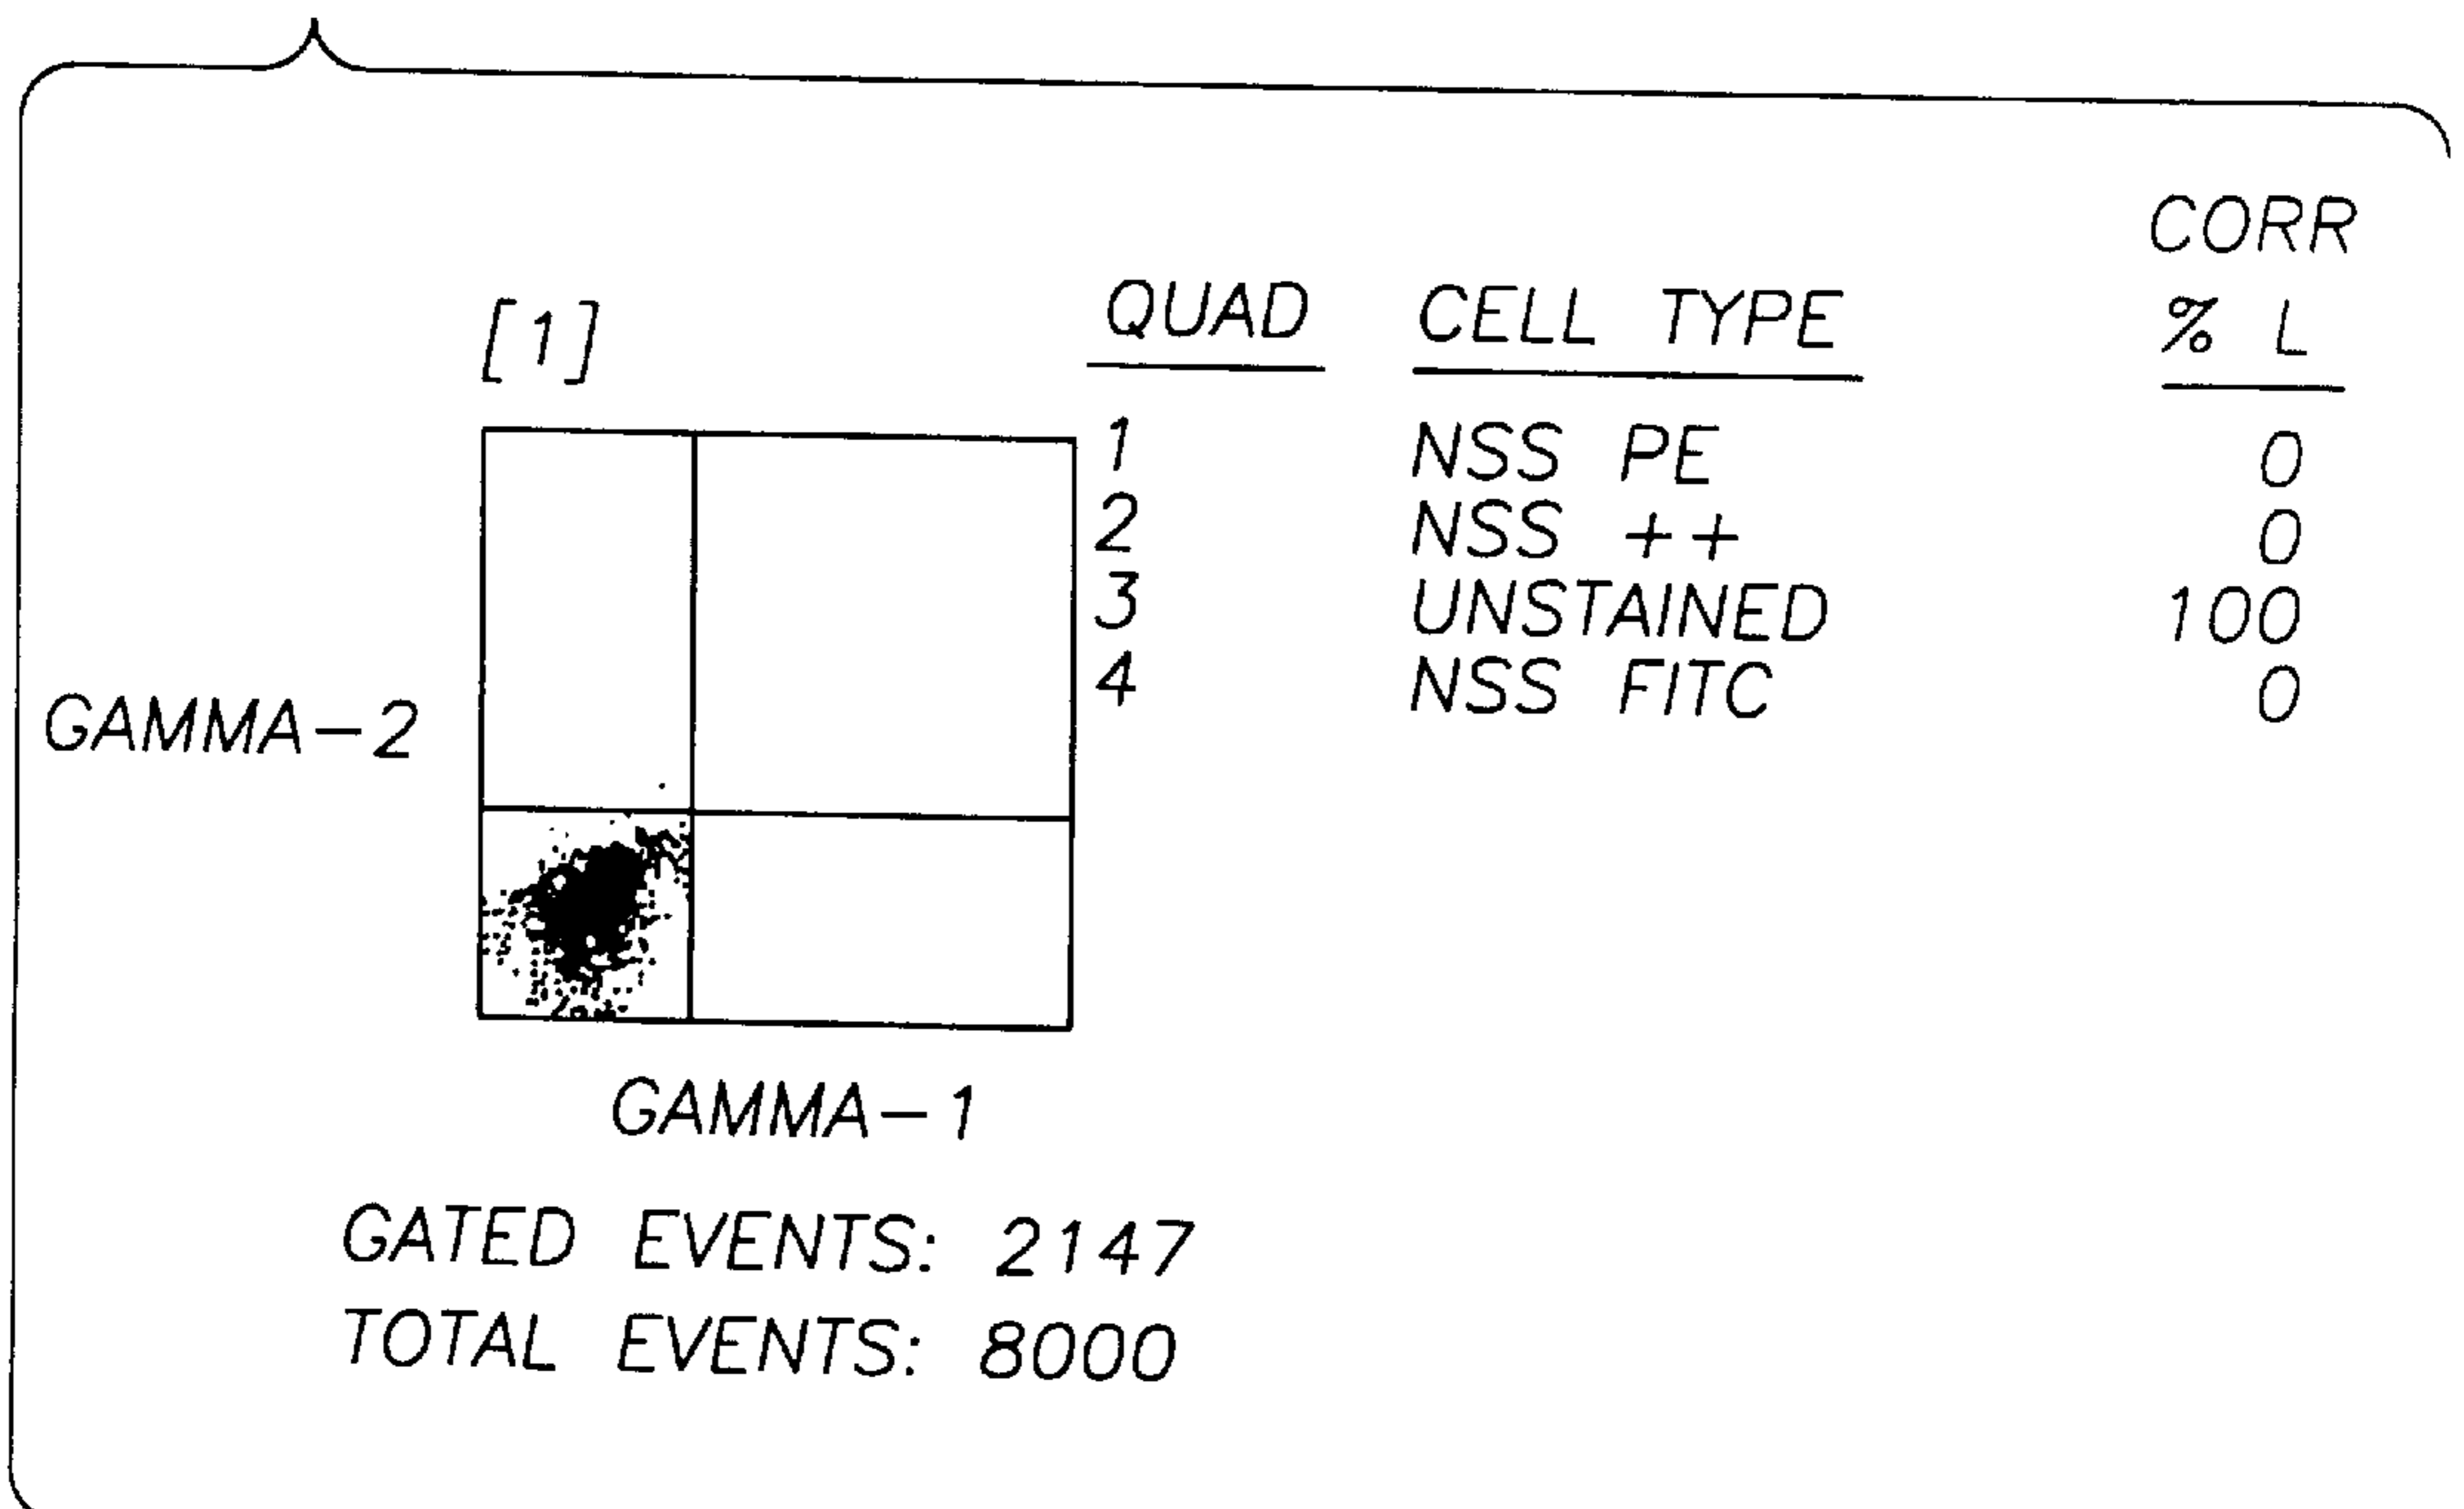 CORR
[1] QUAD CELL TYPE % L
1 NSS PE 0
2 NSS ++ 0
3 UNSTAINED 100
4 NSS FITC 0
GAMMA-2
GAMMA-1
GATED EVENTS: 2147
TOTAL EVENTS: 8000